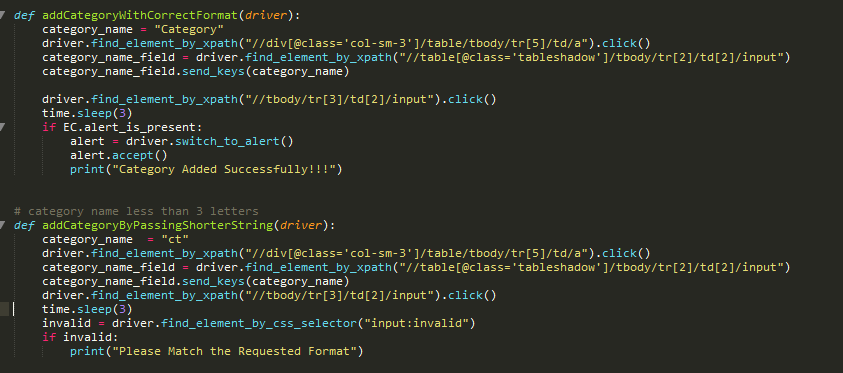 def addCategoryWithCorrectFormat(driver):
    category_name = "Category"
    driver.find_element_by_xpath("//div[@class='col-sm-3']/table/tbody/tr[5]/td/a").click()
    category_name_field = driver.find_element_by_xpath("//table[@class='tableshadow']/tbody/tr[2]/td[2]/input")
    category_name_field.send_keys(category_name)

    driver.find_element_by_xpath("//tbody/tr[3]/td[2]/input").click()
    time.sleep(3)
    if EC.alert_is_present:
        alert = driver.switch_to_alert()
        alert.accept()
        print("Category Added Successfully!!!")

# category name less than 3 letters
def addCategoryByPassingShorterString(driver):
    category_name  = "ct"
    driver.find_element_by_xpath("//div[@class='col-sm-3']/table/tbody/tr[5]/td/a").click()
    category_name_field = driver.find_element_by_xpath("//table[@class='tableshadow']/tbody/tr[2]/td[2]/input")
    category_name_field.send_keys(category_name)
    driver.find_element_by_xpath("//tbody/tr[3]/td[2]/input").click()
    time.sleep(3)
    invalid = driver.find_element_by_css_selector("input:invalid")
    if invalid:
        print("Please Match the Requested Format")